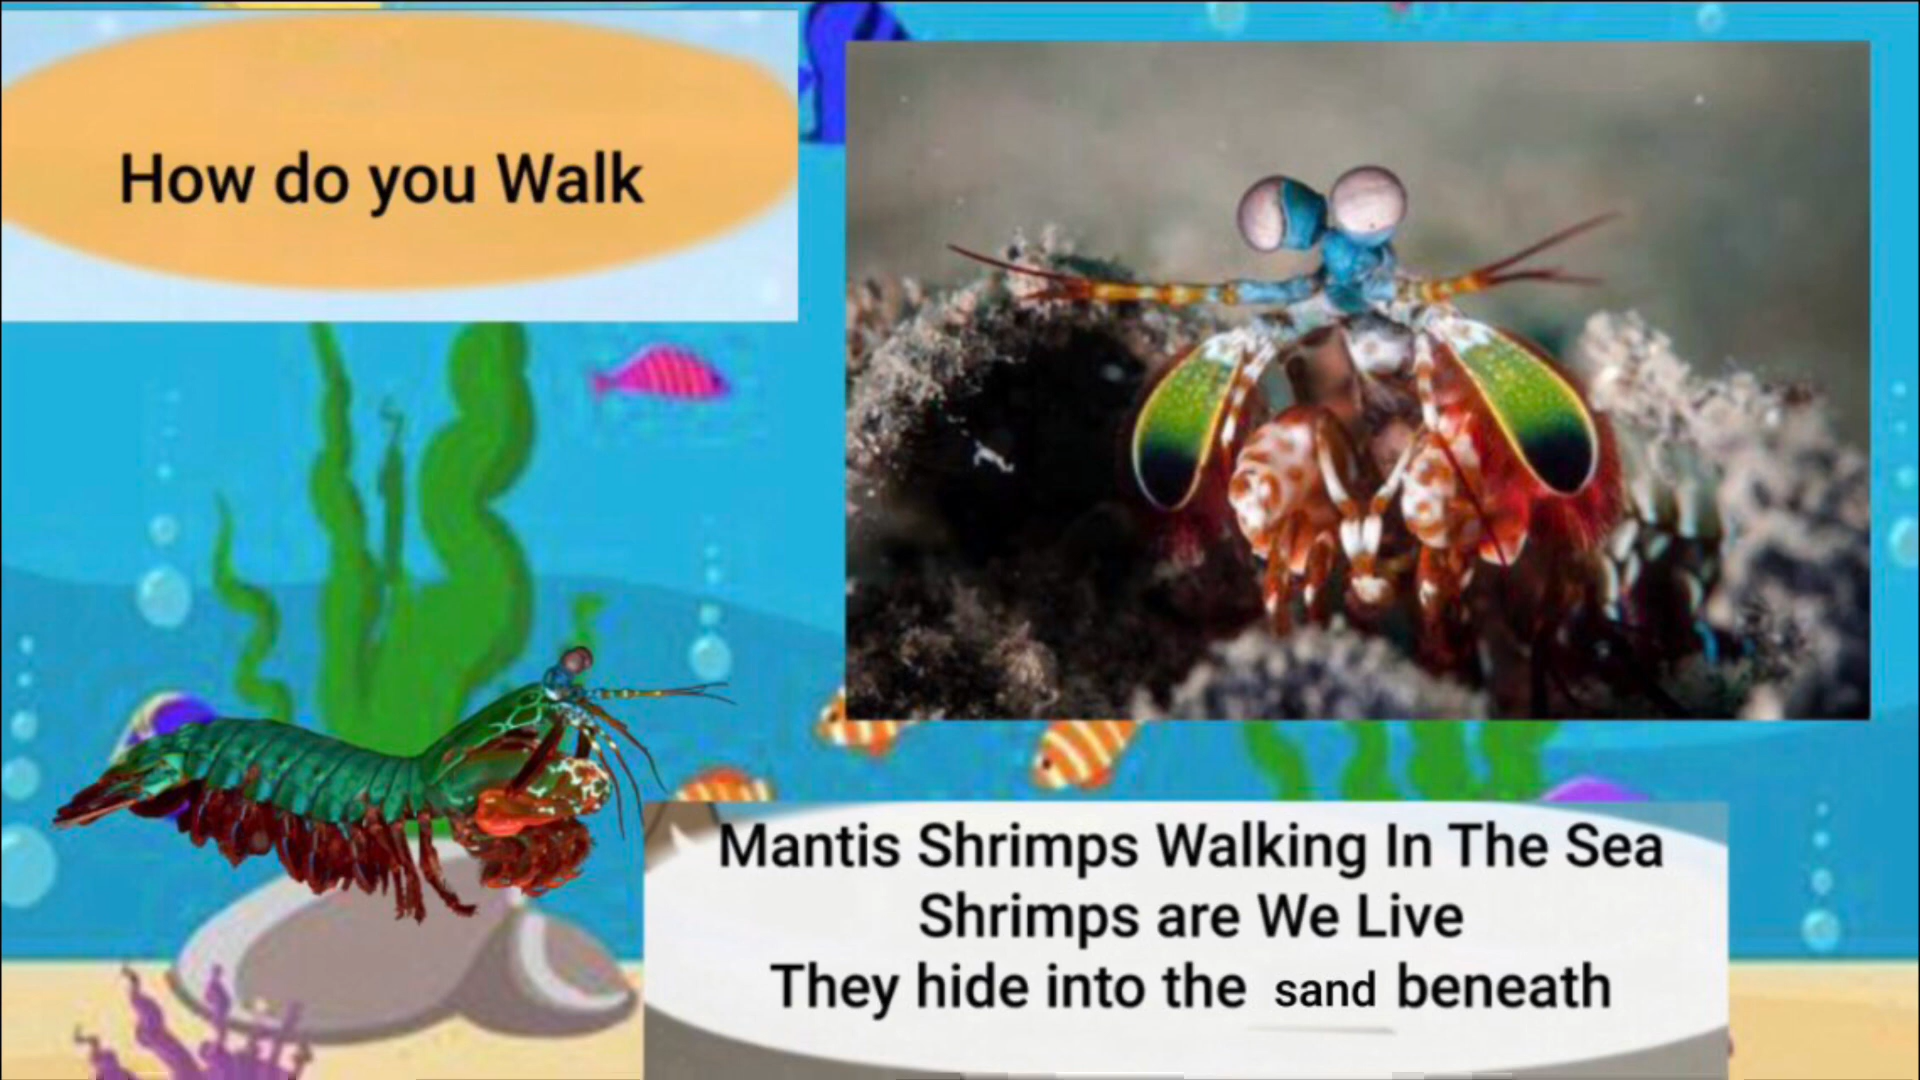 How do you Walk
Mantis Shrimps Walking In The Sea
Shrimps are We Live
They hide into the sand beneath